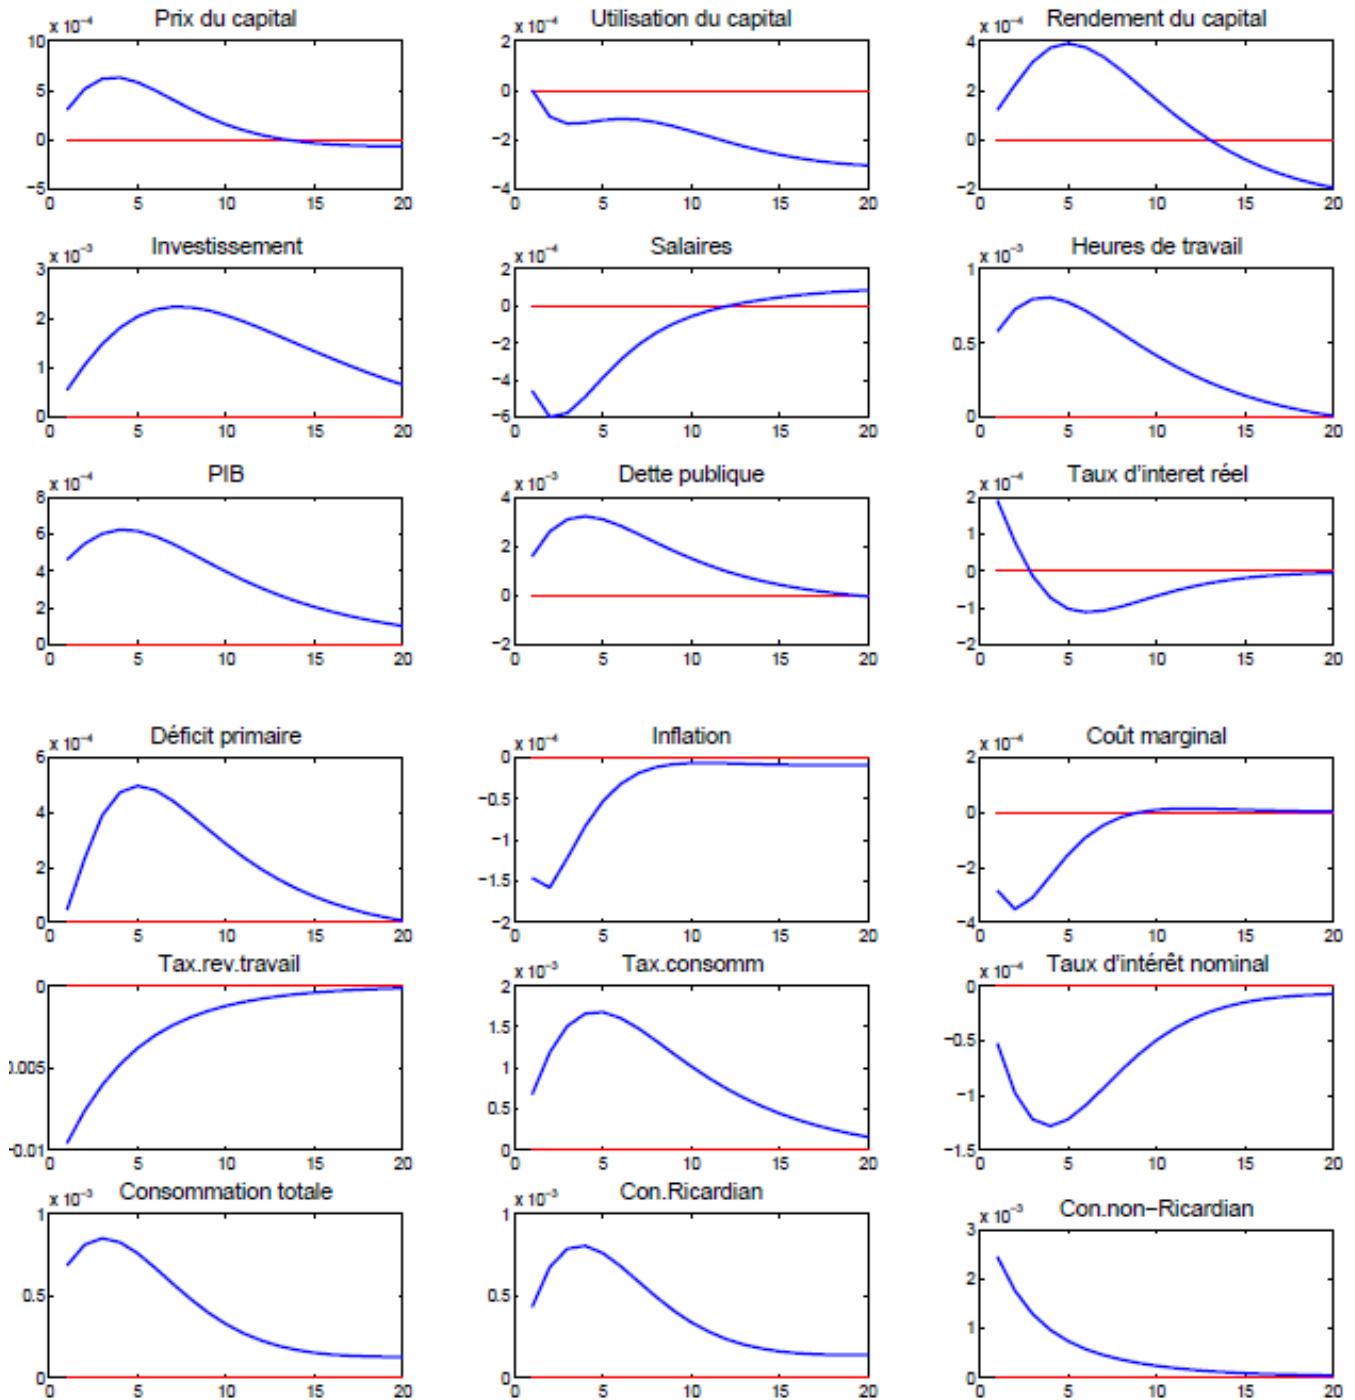 Prix du capital
Utilisation du capital
Rendement du capital
x 10⁻⁴
x 10⁻⁴
x 10⁻⁴
10
5
0
−5
0 5 10 15 20
2
0
−2
−4
0 5 10 15 20
4
2
0
−2
0 5 10 15 20
Investissement
Salaires
Heures de travail
x 10⁻³
x 10⁻⁴
x 10⁻³
3
2
1
0
0 5 10 15 20
2
0
−2
−4
−6
0 5 10 15 20
1
0.5
0
0 5 10 15 20
PIB
Dette publique
Taux d'interet réel
x 10⁻⁴
x 10⁻³
x 10⁻⁴
8
6
4
2
0
0 5 10 15 20
4
2
0
−2
0 5 10 15 20
2
1
0
−1
−2
0 5 10 15 20
Déficit primaire
Inflation
Coût marginal
x 10⁻⁴
x 10⁻⁴
x 10⁻⁴
6
4
2
0
0 5 10 15 20
0
−0.5
−1
−1.5
−2
0 5 10 15 20
2
0
−2
−4
0 5 10 15 20
Tax.rev.travail
Tax.consomm
Taux d'intérêt nominal
x 10⁻³
x 10⁻⁴
0
0.005
−0.01
0 5 10 15 20
2
1.5
1
0.5
0
0 5 10 15 20
0
−0.5
−1
−1.5
0 5 10 15 20
Consommation totale
Con.Ricardian
Con.non−Ricardian
x 10⁻³
x 10⁻³
x 10⁻³
1
0.5
0
0 5 10 15 20
1
0.5
0
0 5 10 15 20
3
2
1
0
0 5 10 15 20